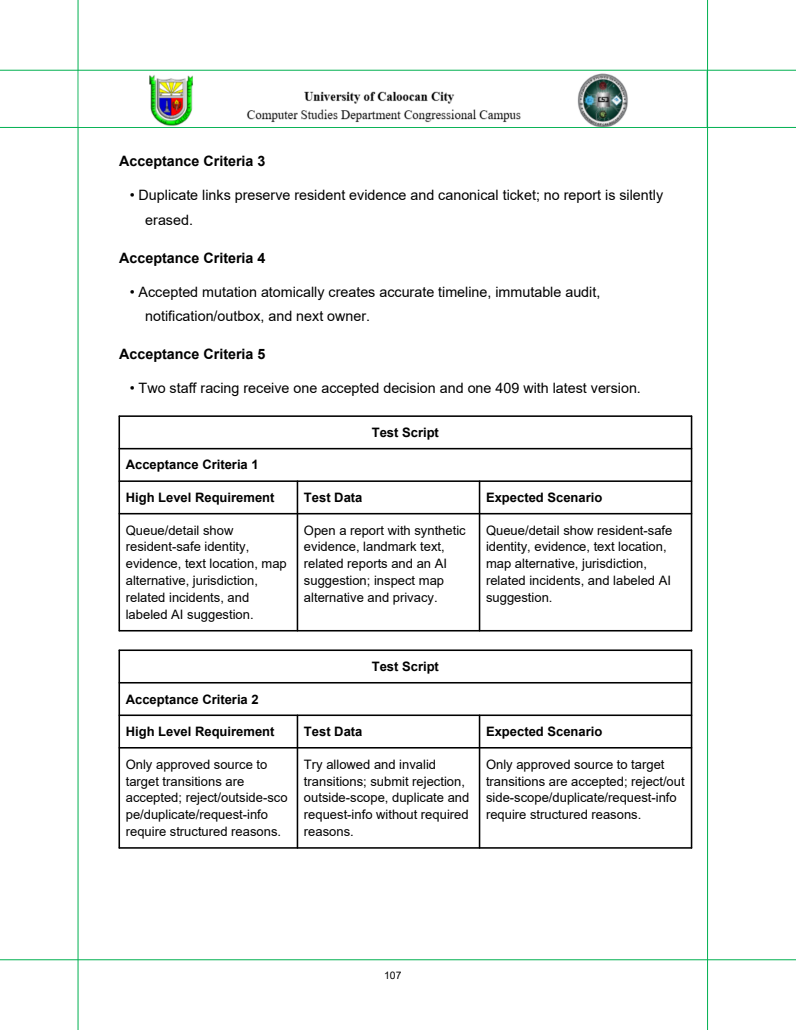 University of Caloocan City
Computer Studies Department Congressional Campus
Acceptance Criteria 3
• Duplicate links preserve resident evidence and canonical ticket; no report is silently
erased.
Acceptance Criteria 4
• Accepted mutation atomically creates accurate timeline, immutable audit,
notification/outbox, and next owner.
Acceptance Criteria 5
• Two staff racing receive one accepted decision and one 409 with latest version.
Test Script
Acceptance Criteria 1
High Level Requirement
Test Data
Expected Scenario
Queue/detail show
resident-safe identity,
evidence, text location, map
alternative, jurisdiction,
related incidents, and
labeled AI suggestion.
Open a report with synthetic
evidence, landmark text,
related reports and an AI
suggestion; inspect map
alternative and privacy.
Queue/detail show resident-safe
identity, evidence, text location,
map alternative, jurisdiction,
related incidents, and labeled AI
suggestion.
Test Script
Acceptance Criteria 2
High Level Requirement
Test Data
Expected Scenario
Only approved source to
target transitions are
accepted; reject/outside-sco
pe/duplicate/request-info
require structured reasons.
Try allowed and invalid
transitions; submit rejection,
outside-scope, duplicate and
request-info without required
reasons.
Only approved source to target
transitions are accepted; reject/out
side-scope/duplicate/request-info
require structured reasons.
107